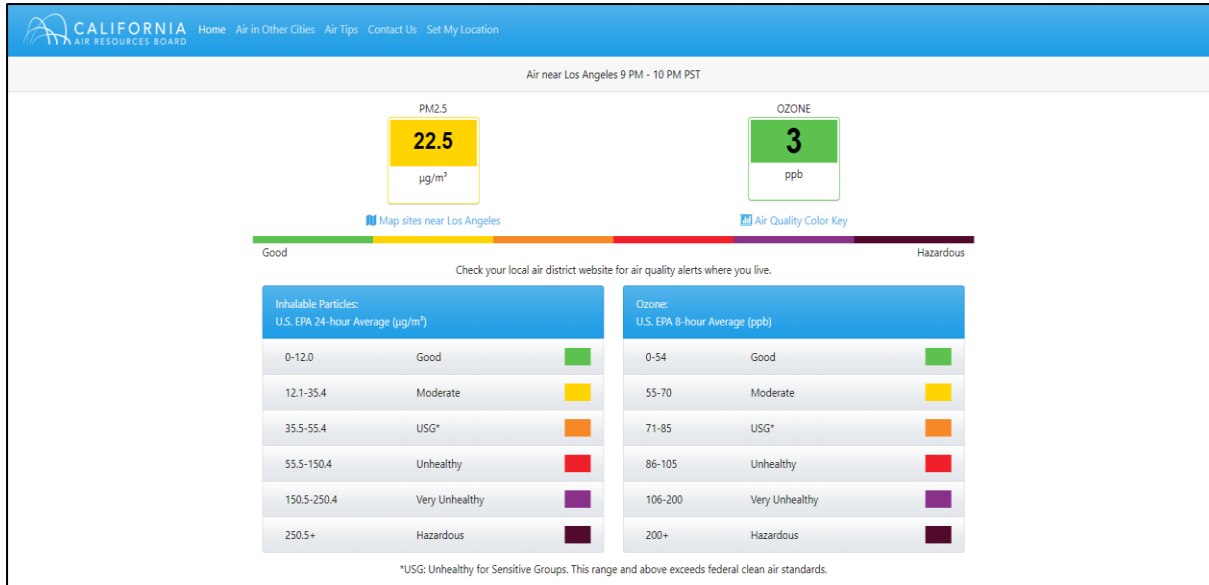 CALIFORNIA
AIR RESOURCES BOARD
Home Air in Other Cities Air Tips Contact Us Set My Location
Air near Los Angeles 9 PM - 10 PM PST
PM2.5 OZONE
22.5 3
µg/m³ ppb
Map sites near Los Angeles Air Quality Color Key
Good Hazardous
Check your local air district website for air quality alerts where you live.
Inhalable Particles:
U.S. EPA 24-hour Average (µg/m³)
0-12.0 Good
12.1-35.4 Moderate
35.5-55.4 USG*
55.5-150.4 Unhealthy
150.5-250.4 Very Unhealthy
250.5+ Hazardous
Ozone:
U.S. EPA 8-hour Average (ppb)
0-54 Good
55-70 Moderate
71-85 USG*
86-105 Unhealthy
106-200 Very Unhealthy
200+ Hazardous
*USG: Unhealthy for Sensitive Groups. This range and above exceeds federal clean air standards.